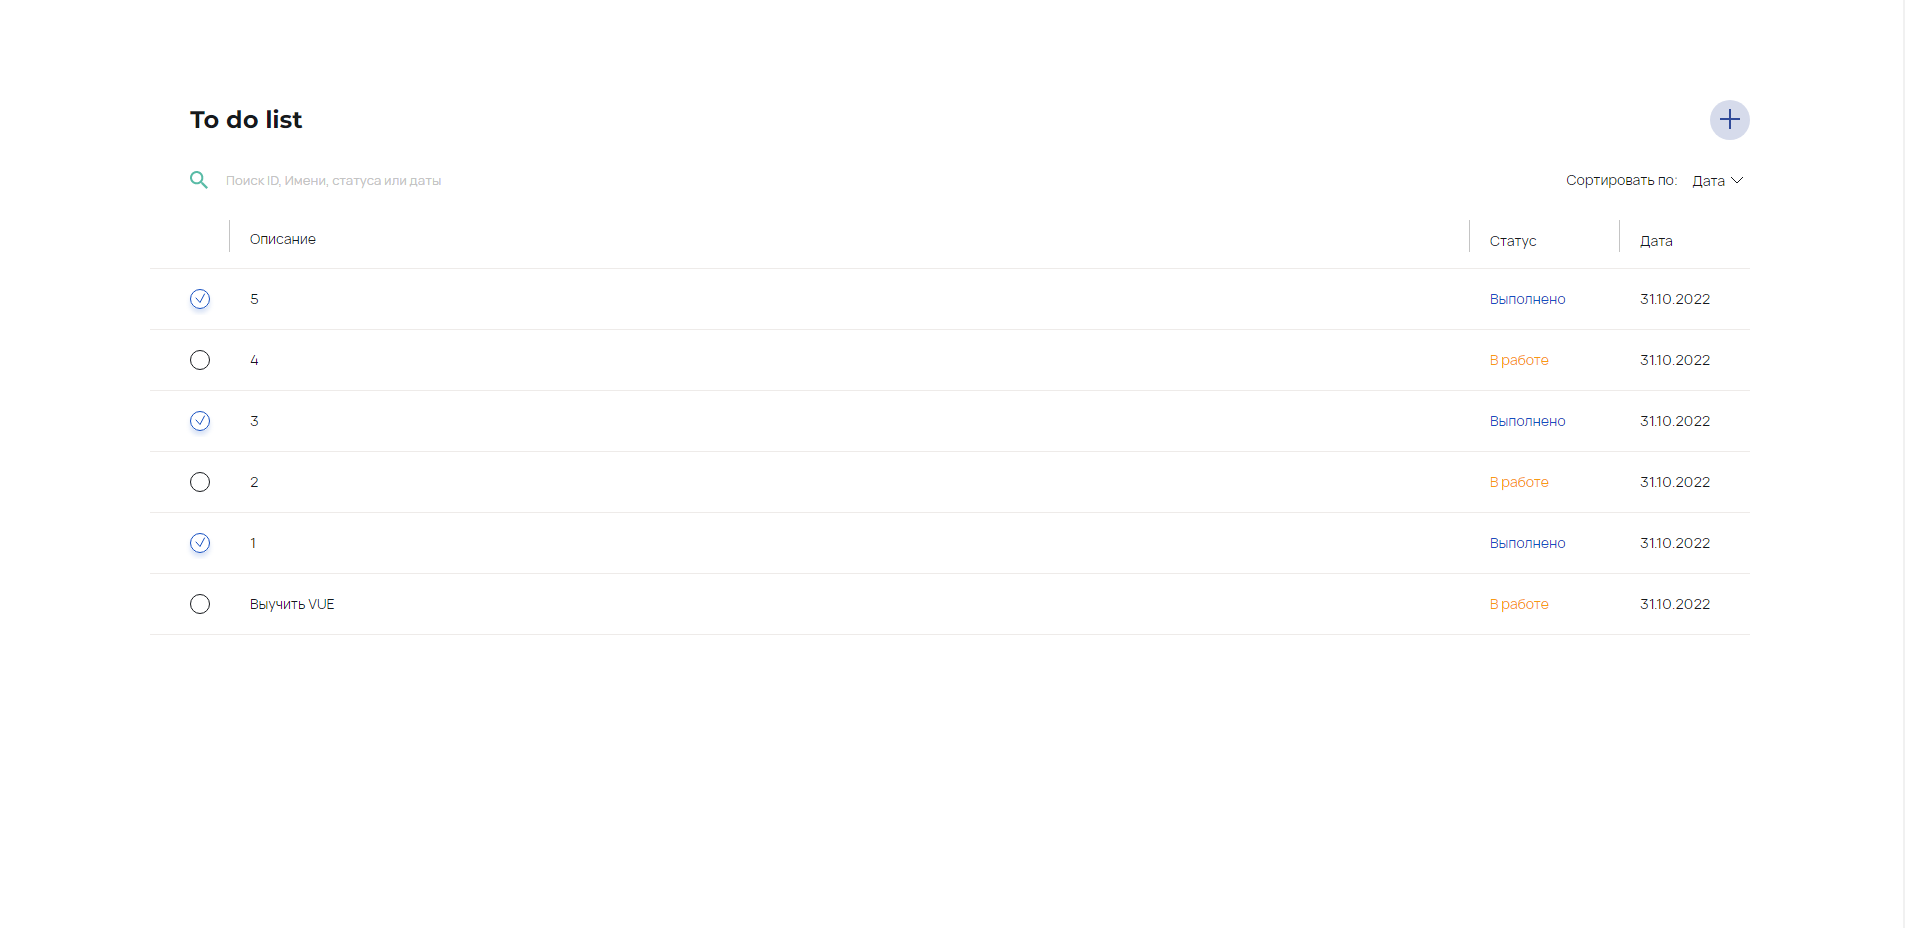 To do list
Поиск ID, Имени, статуса или даты
Сортировать по: Дата
Описание Статус Дата
5 Выполнено 31.10.2022
4 В работе 31.10.2022
3 Выполнено 31.10.2022
2 В работе 31.10.2022
1 Выполнено 31.10.2022
Выучить VUE В работе 31.10.2022